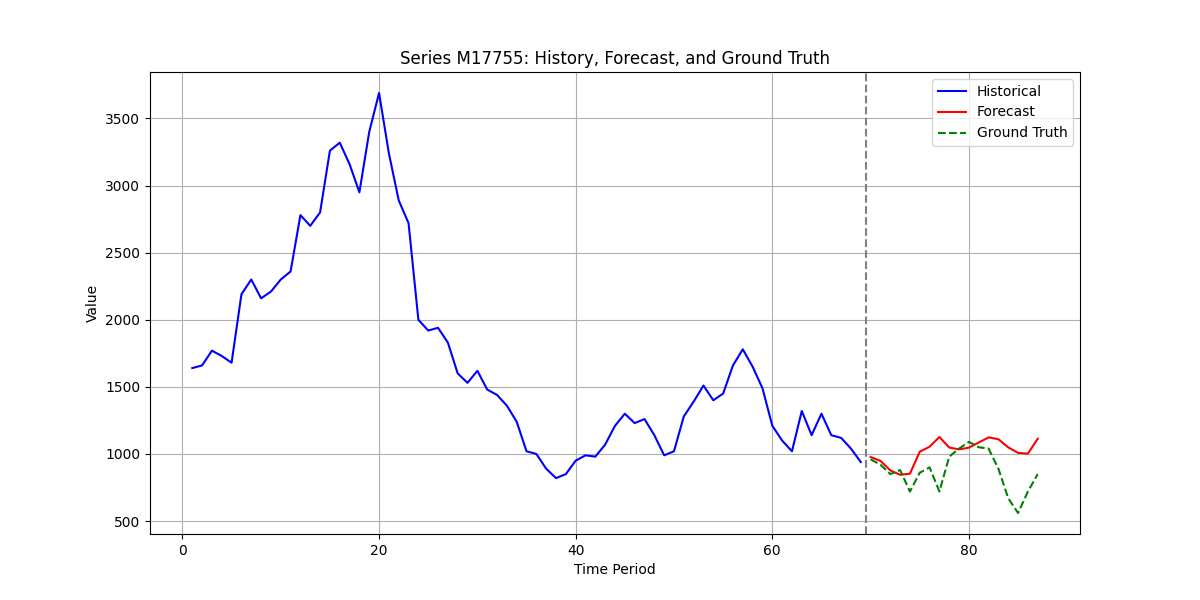 Series M17755: History, Forecast, and Ground Truth
Historical
Forecast
Ground Truth
Value
3500
3000
2500
2000
1500
1000
500
0
20
40
60
80
Time Period